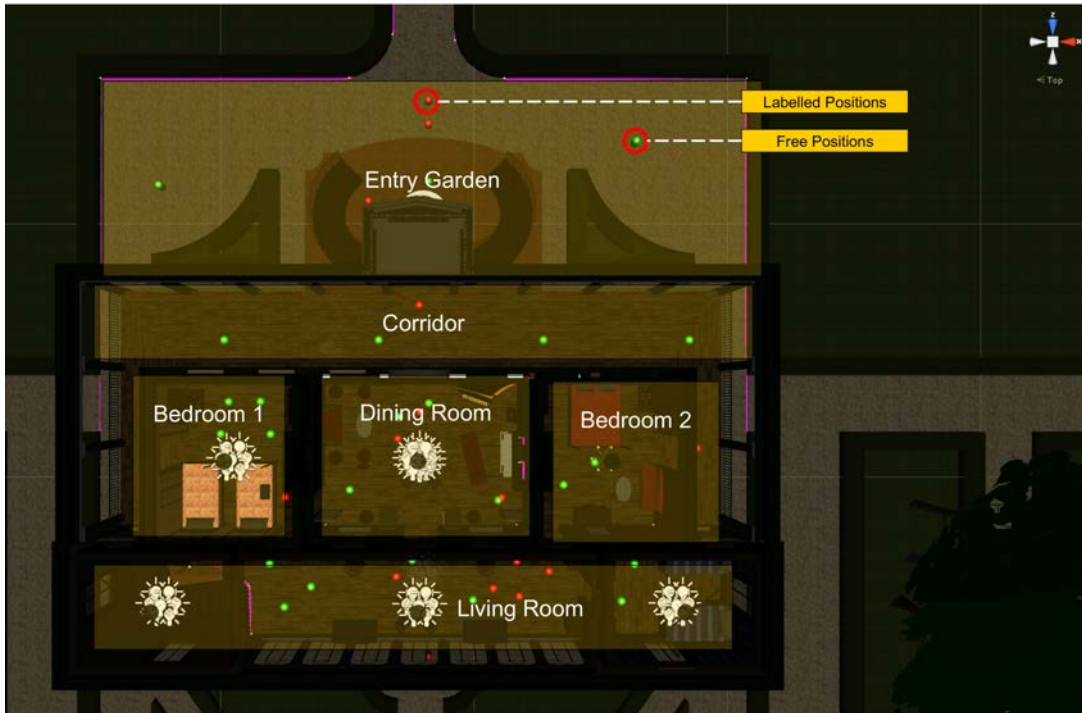 z
x
< Top
Labelled Positions
Free Positions
Entry Garden
Corridor
Bedroom 1
Dining Room
Bedroom 2
Living Room